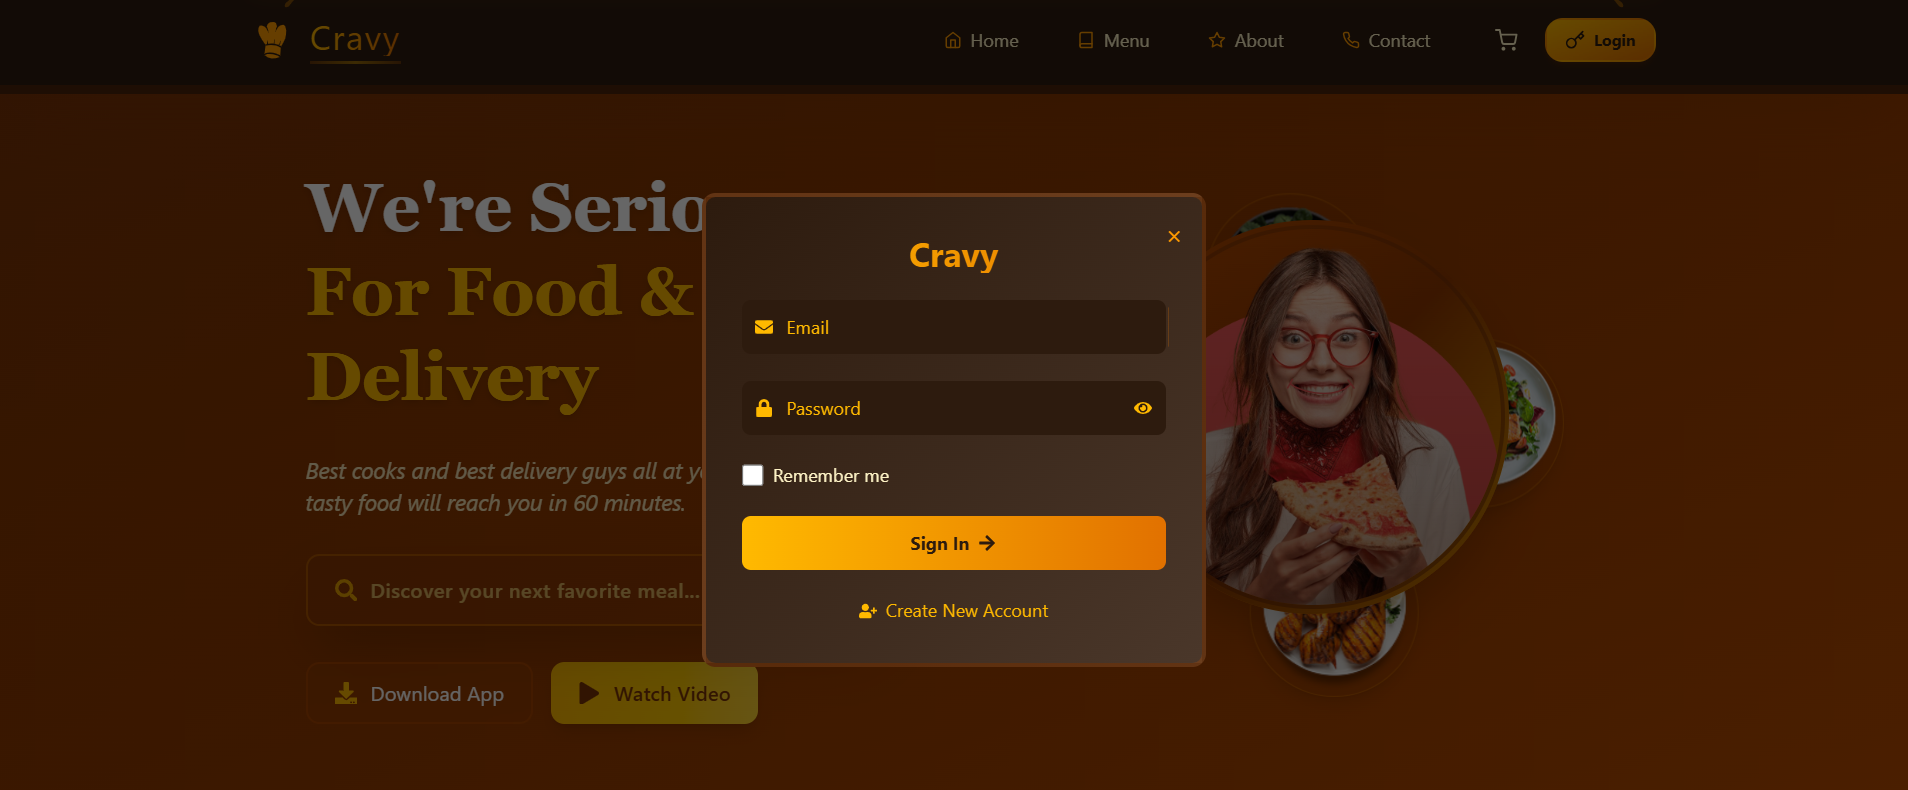 Cravy
Home
Menu
About
Contact
Login
We're Serio
For Food &
Delivery
Best cooks and best delivery guys all at
tasty food will reach you in 60 minutes.
Discover your next favorite meal...
Download App
Watch Video
Cravy
×
Email
Password
Remember me
Sign In →
Create New Account